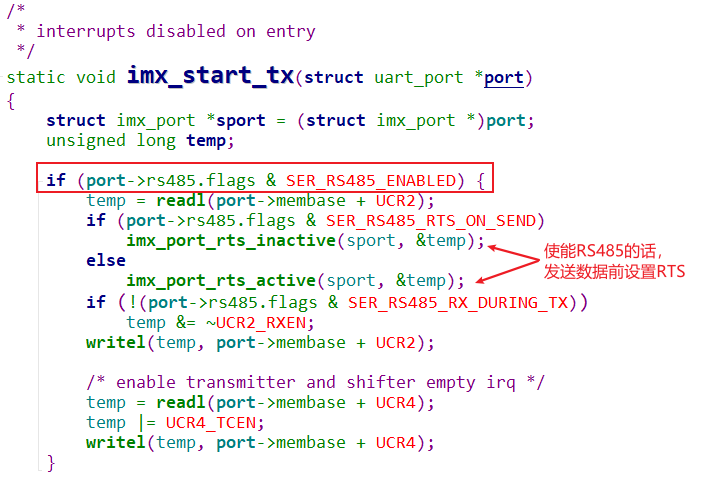 /*
 * interrupts disabled on entry
 */
static void imx_start_tx(struct uart_port *port)
{
    struct imx_port *sport = (struct imx_port *)port;
    unsigned long temp;

    if (port->rs485.flags & SER_RS485_ENABLED) {
        temp = readl(port->membase + UCR2);
        if (port->rs485.flags & SER_RS485_RTS_ON_SEND)
            imx_port_rts_inactive(sport, &temp);
        else
            imx_port_rts_active(sport, &temp);
        if (!(port->rs485.flags & SER_RS485_RX_DURING_TX))
            temp &= ~UCR2_RXEN;
        writel(temp, port->membase + UCR2);

        /* enable transmitter and shifter empty irq */
        temp = readl(port->membase + UCR4);
        temp |= UCR4_TCEN;
        writel(temp, port->membase + UCR4);
    }
使能RS485的话，
发送数据前设置RTS